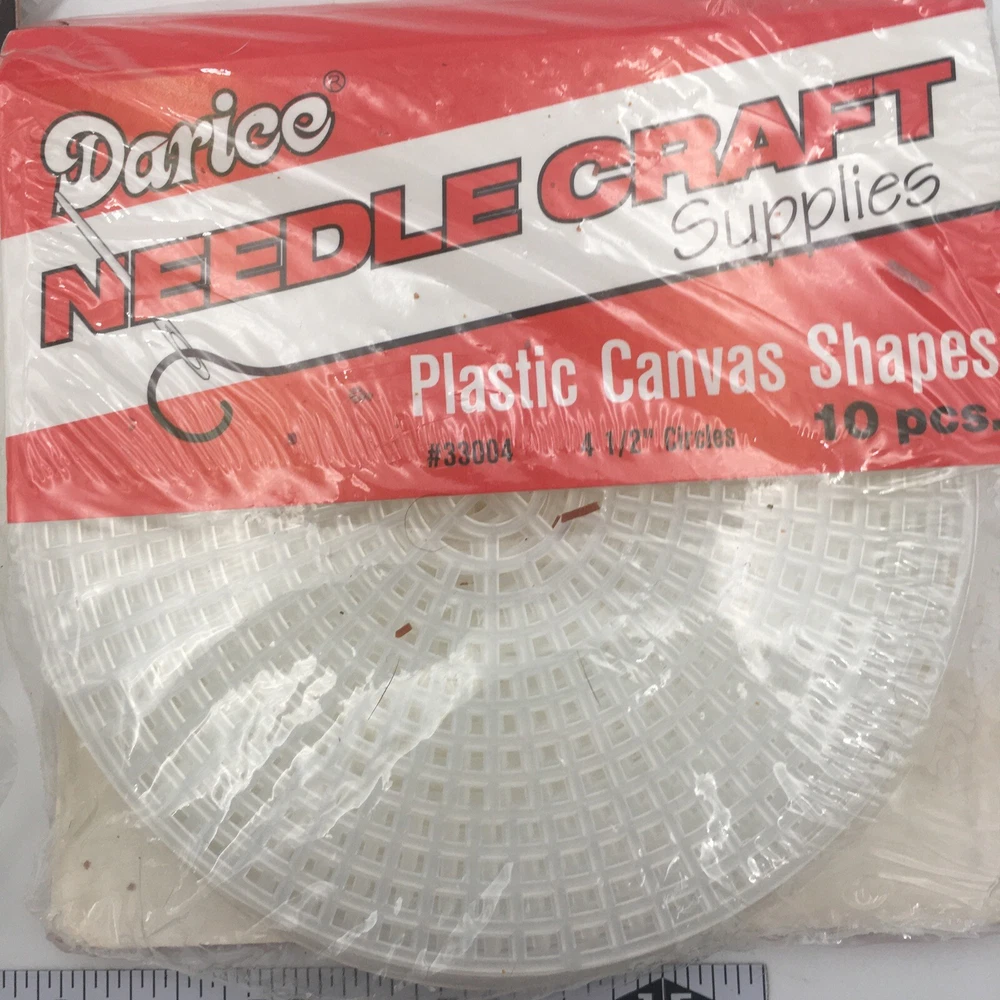 Darice®
NEEDLE CRAFT
Supplies
Plastic Canvas Shapes
#33004 4 1/2" Circles 10 pcs.